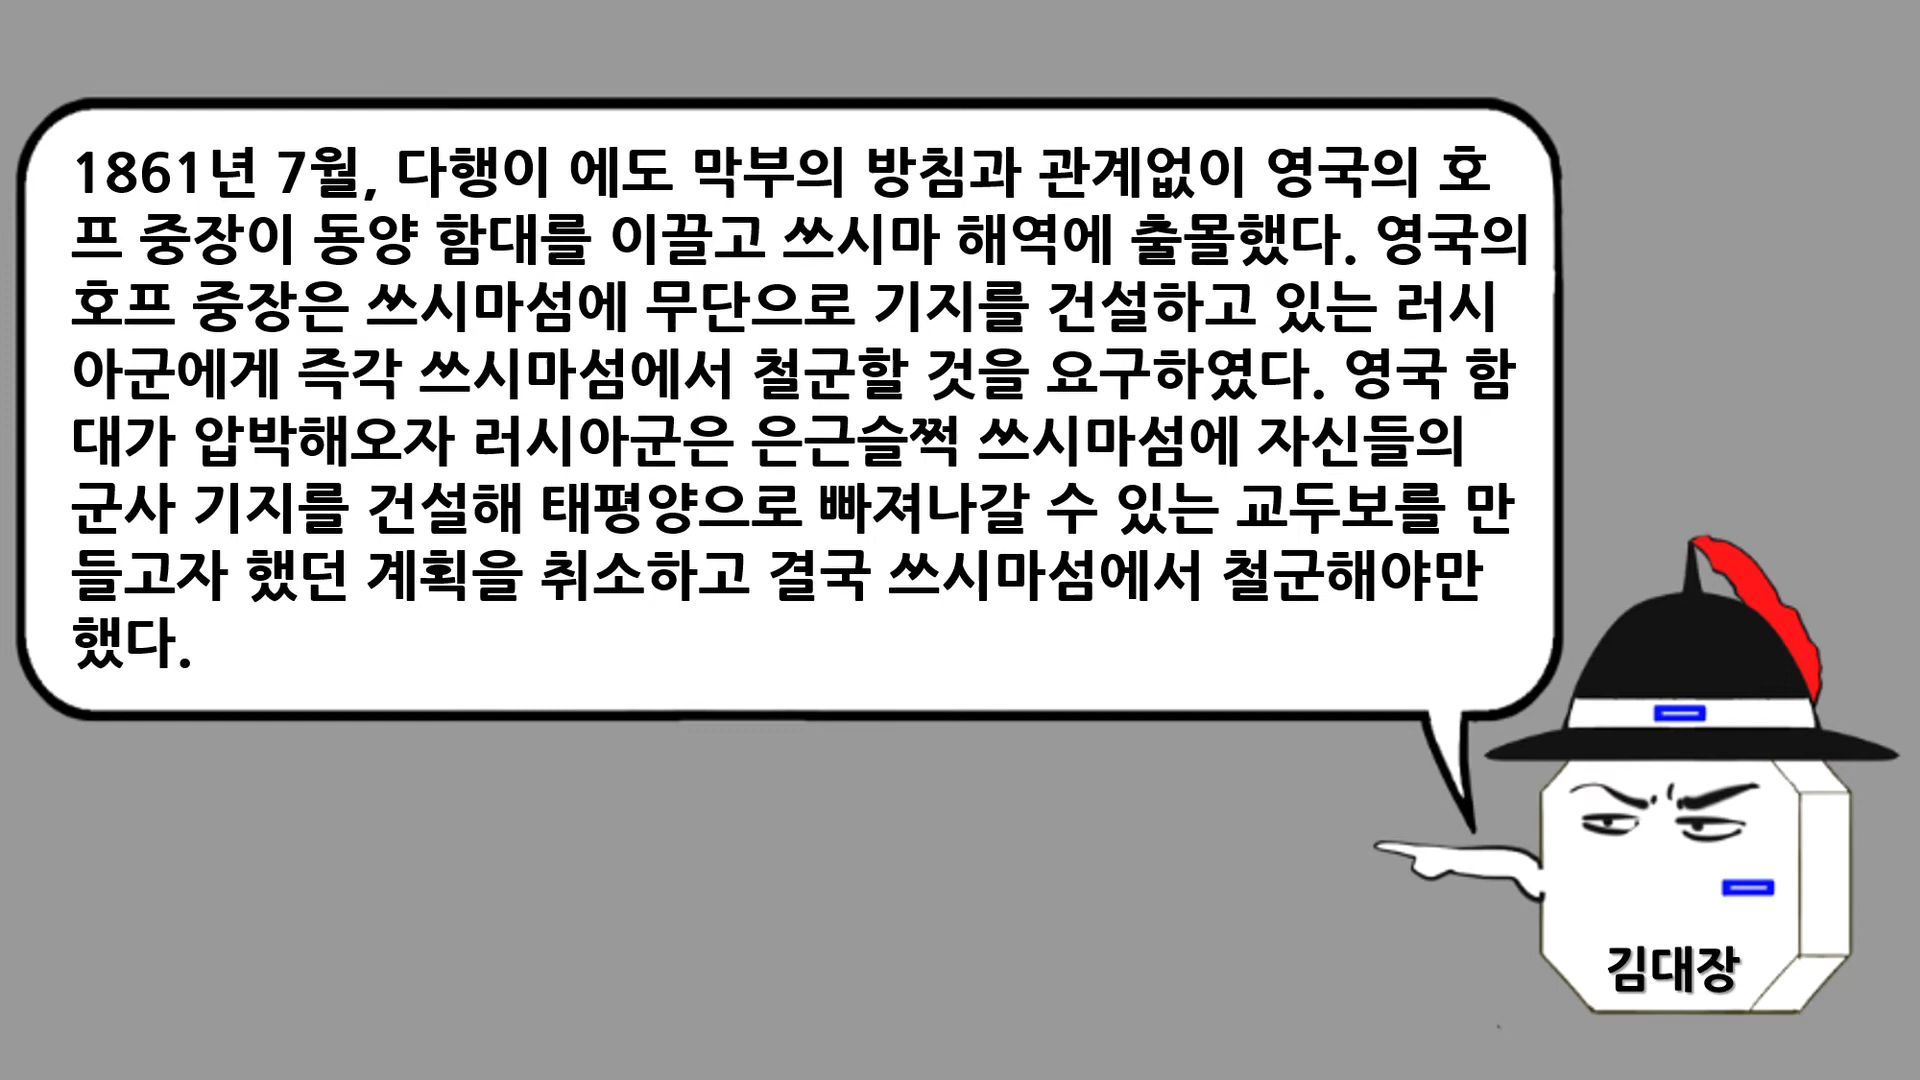 1861년 7월, 다행이 에도 막부의 방침과 관계없이 영국의 호
프 중장이 동양 함대를 이끌고 쓰시마 해역에 출몰했다. 영국의
호프 중장은 쓰시마섬에 무단으로 기지를 건설하고 있는 러시
아군에게 즉각 쓰시마섬에서 철군할 것을 요구하였다. 영국 함
대가 압박해오자 러시아군은 은근슬쩍 쓰시마섬에 자신들의
군사 기지를 건설해 태평양으로 빠져나갈 수 있는 교두보를 만
들고자 했던 계획을 취소하고 결국 쓰시마섬에서 철군해야만
했다.
김대장